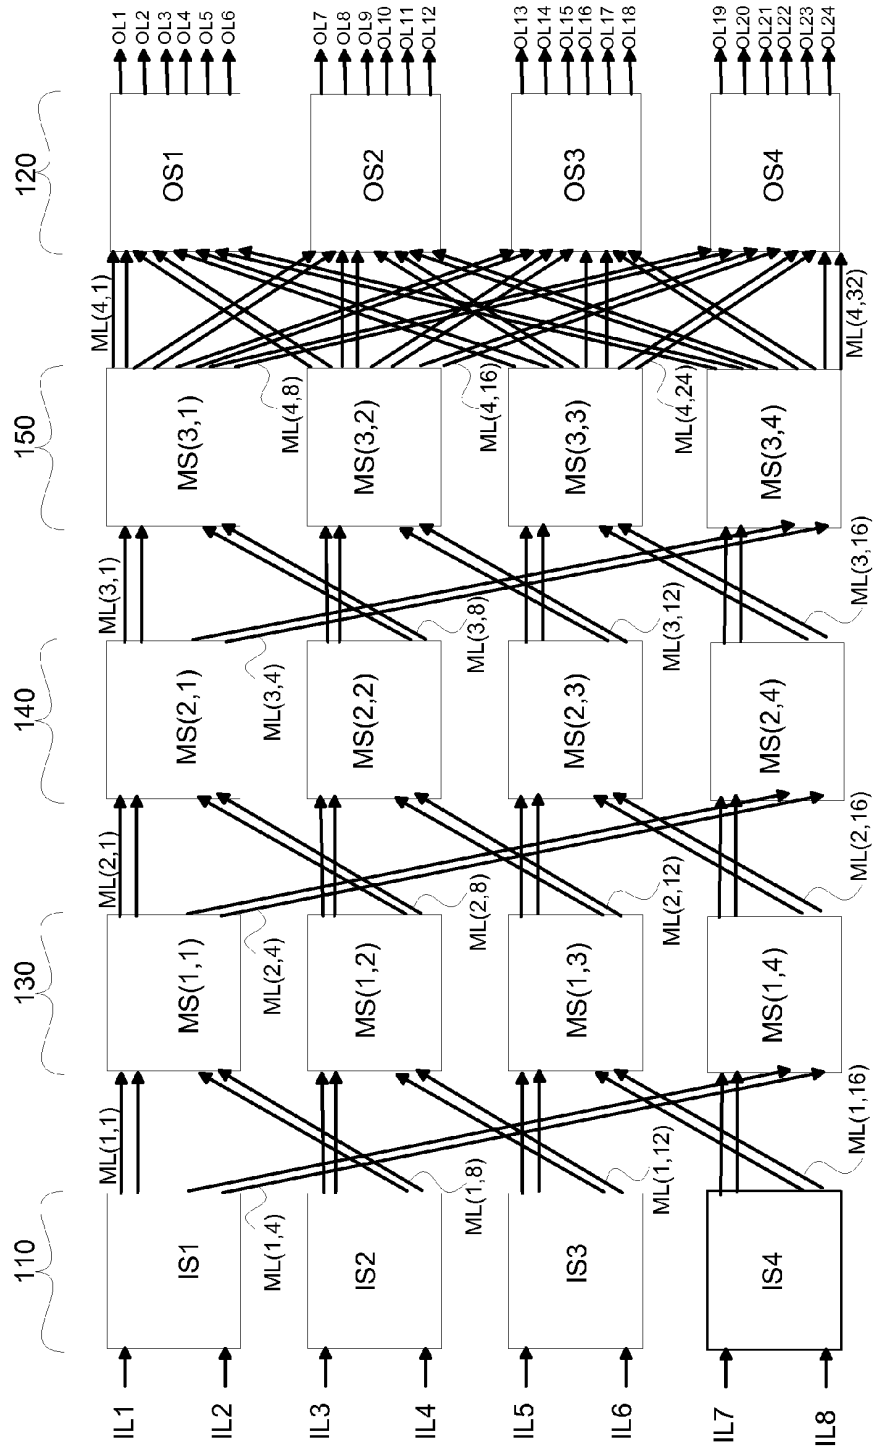 110
130
140
150
120
IL1
IL2
IL3
IL4
IL5
IL6
IL7
IL8
IS1
IS2
IS3
IS4
ML(1,1)
ML(1,4)
ML(1,8)
ML(1,12)
ML(1,16)
MS(1,1)
MS(1,2)
MS(1,3)
MS(1,4)
ML(2,1)
ML(2,4)
ML(2,8)
ML(2,12)
ML(2,16)
MS(2,1)
MS(2,2)
MS(2,3)
MS(2,4)
ML(3,1)
ML(3,4)
ML(3,8)
ML(3,12)
ML(3,16)
MS(3,1)
MS(3,2)
MS(3,3)
MS(3,4)
ML(4,1)
ML(4,8)
ML(4,16)
ML(4,24)
ML(4,32)
OS1
OS2
OS3
OS4
OL1
OL2
OL3
OL4
OL5
OL6
OL7
OL8
OL9
OL10
OL11
OL12
OL13
OL14
OL15
OL16
OL17
OL18
OL19
OL20
OL21
OL22
OL23
OL24